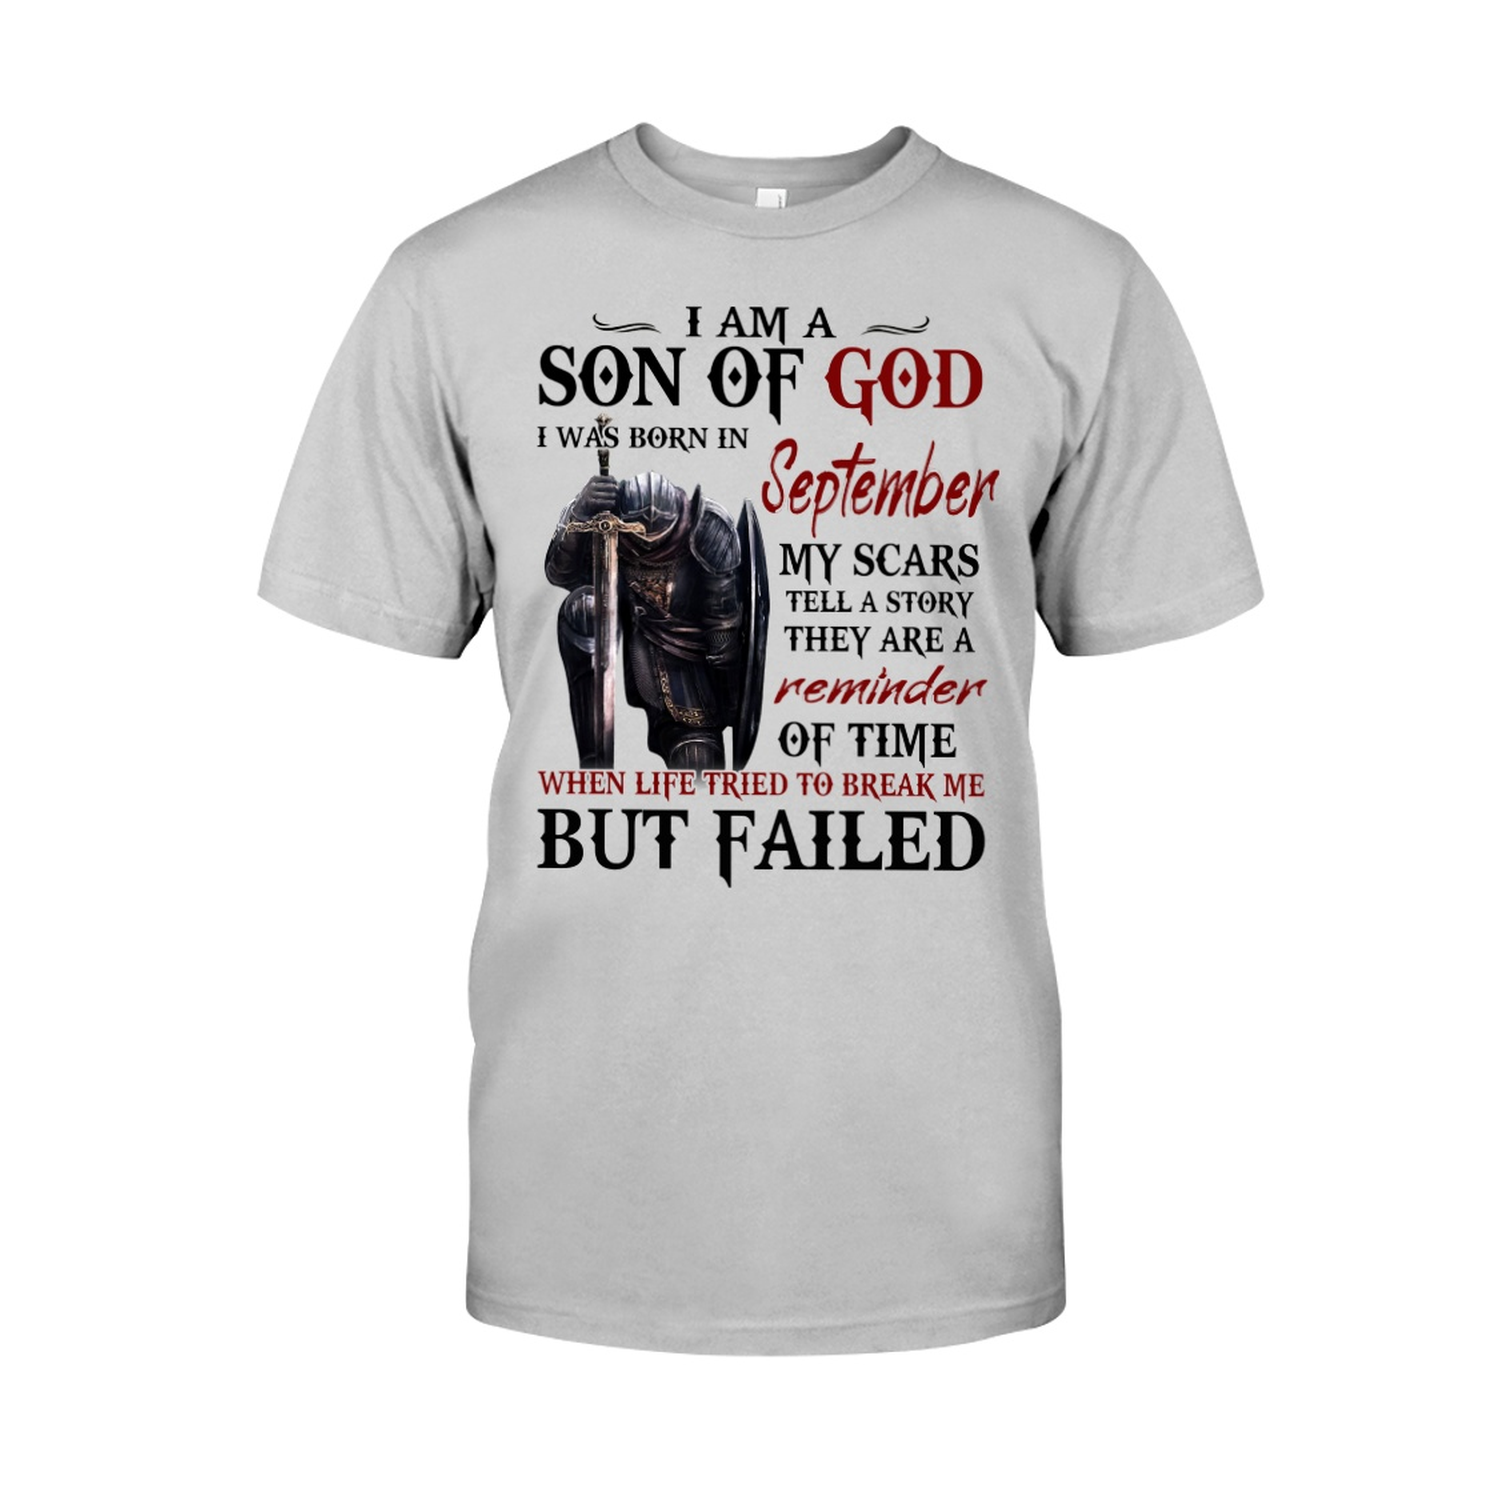 I AM A
SON OF GOD
I WAS BORN IN
September
MY SCARS
TELL A STORY
THEY ARE A
reminder
OF TIME
WHEN LIFE TRIED TO BREAK ME
BUT FAILED